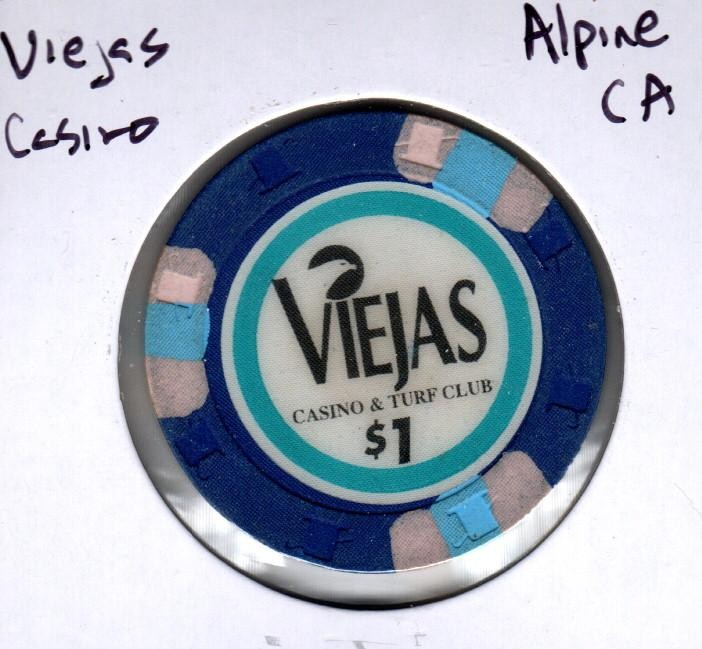 Viejas
Casino
Alpine
CA
VIEJAS
CASINO & TURF CLUB
$1